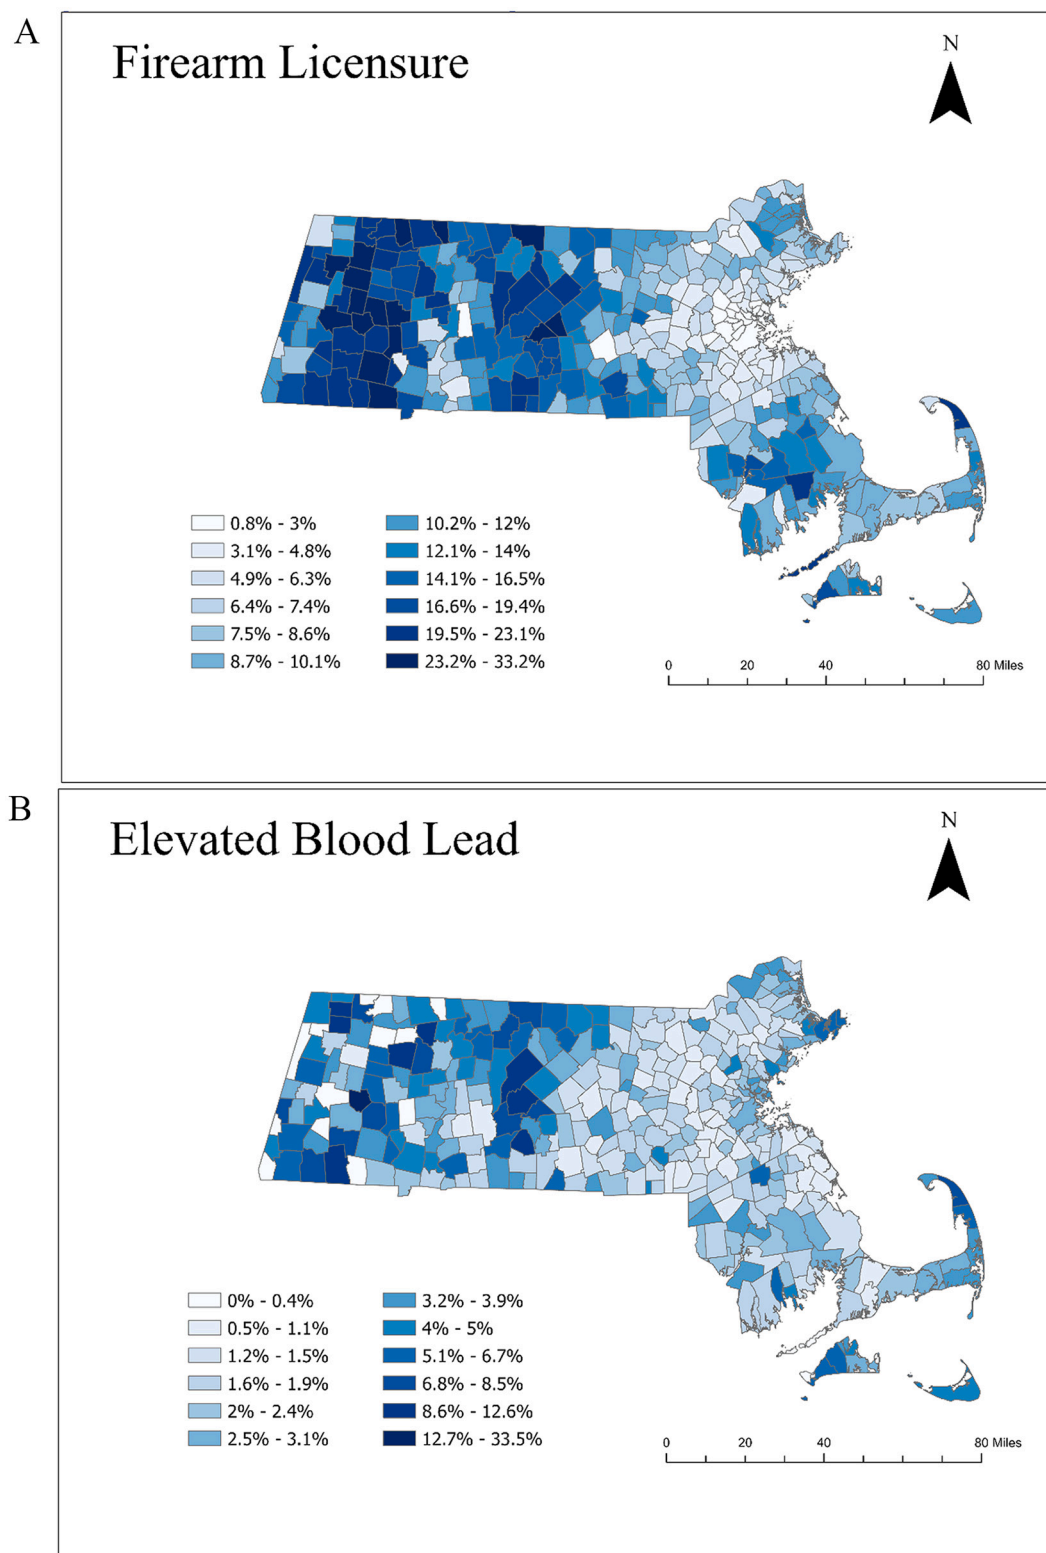 A
Firearm Licensure
N
0.8% - 3%
3.1% - 4.8%
4.9% - 6.3%
6.4% - 7.4%
7.5% - 8.6%
8.7% - 10.1%
10.2% - 12%
12.1% - 14%
14.1% - 16.5%
16.6% - 19.4%
19.5% - 23.1%
23.2% - 33.2%
0 20 40 80 Miles
B
Elevated Blood Lead
N
0% - 0.4%
0.5% - 1.1%
1.2% - 1.5%
1.6% - 1.9%
2% - 2.4%
2.5% - 3.1%
3.2% - 3.9%
4% - 5%
5.1% - 6.7%
6.8% - 8.5%
8.6% - 12.6%
12.7% - 33.5%
0 20 40 80 Miles